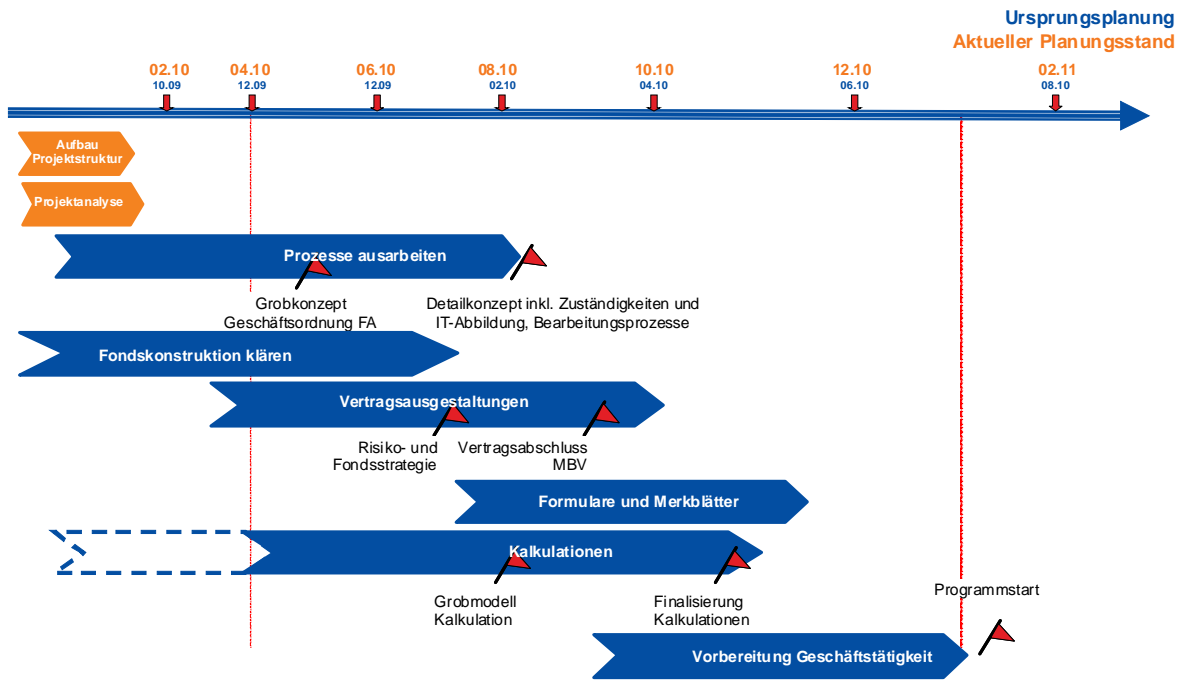 Ursprungsplanung
Aktueller Planungsstand
02.10 04.10 06.10 08.10 10.10 12.10 02.11
10.09 12.09 12.09 02.10 04.10 06.10 08.10
Aufbau
Projektstruktur
Projektanalyse
Prozesse ausarbeiten
Grobkonzept
Geschäftsordnung FA
Detailkonzept inkl. Zuständigkeiten und
IT-Abbildung, Bearbeitungsprozesse
Fondskonstruktion klären
Vertragsausgestaltungen
Risiko- und
Fondsstrategie
Vertragsabschluss
MBV
Formulare und Merkblätter
Kalkulationen
Grobmodell
Kalkulation
Finalisierung
Kalkulationen
Programmstart
Vorbereitung Geschäftstätigkeit